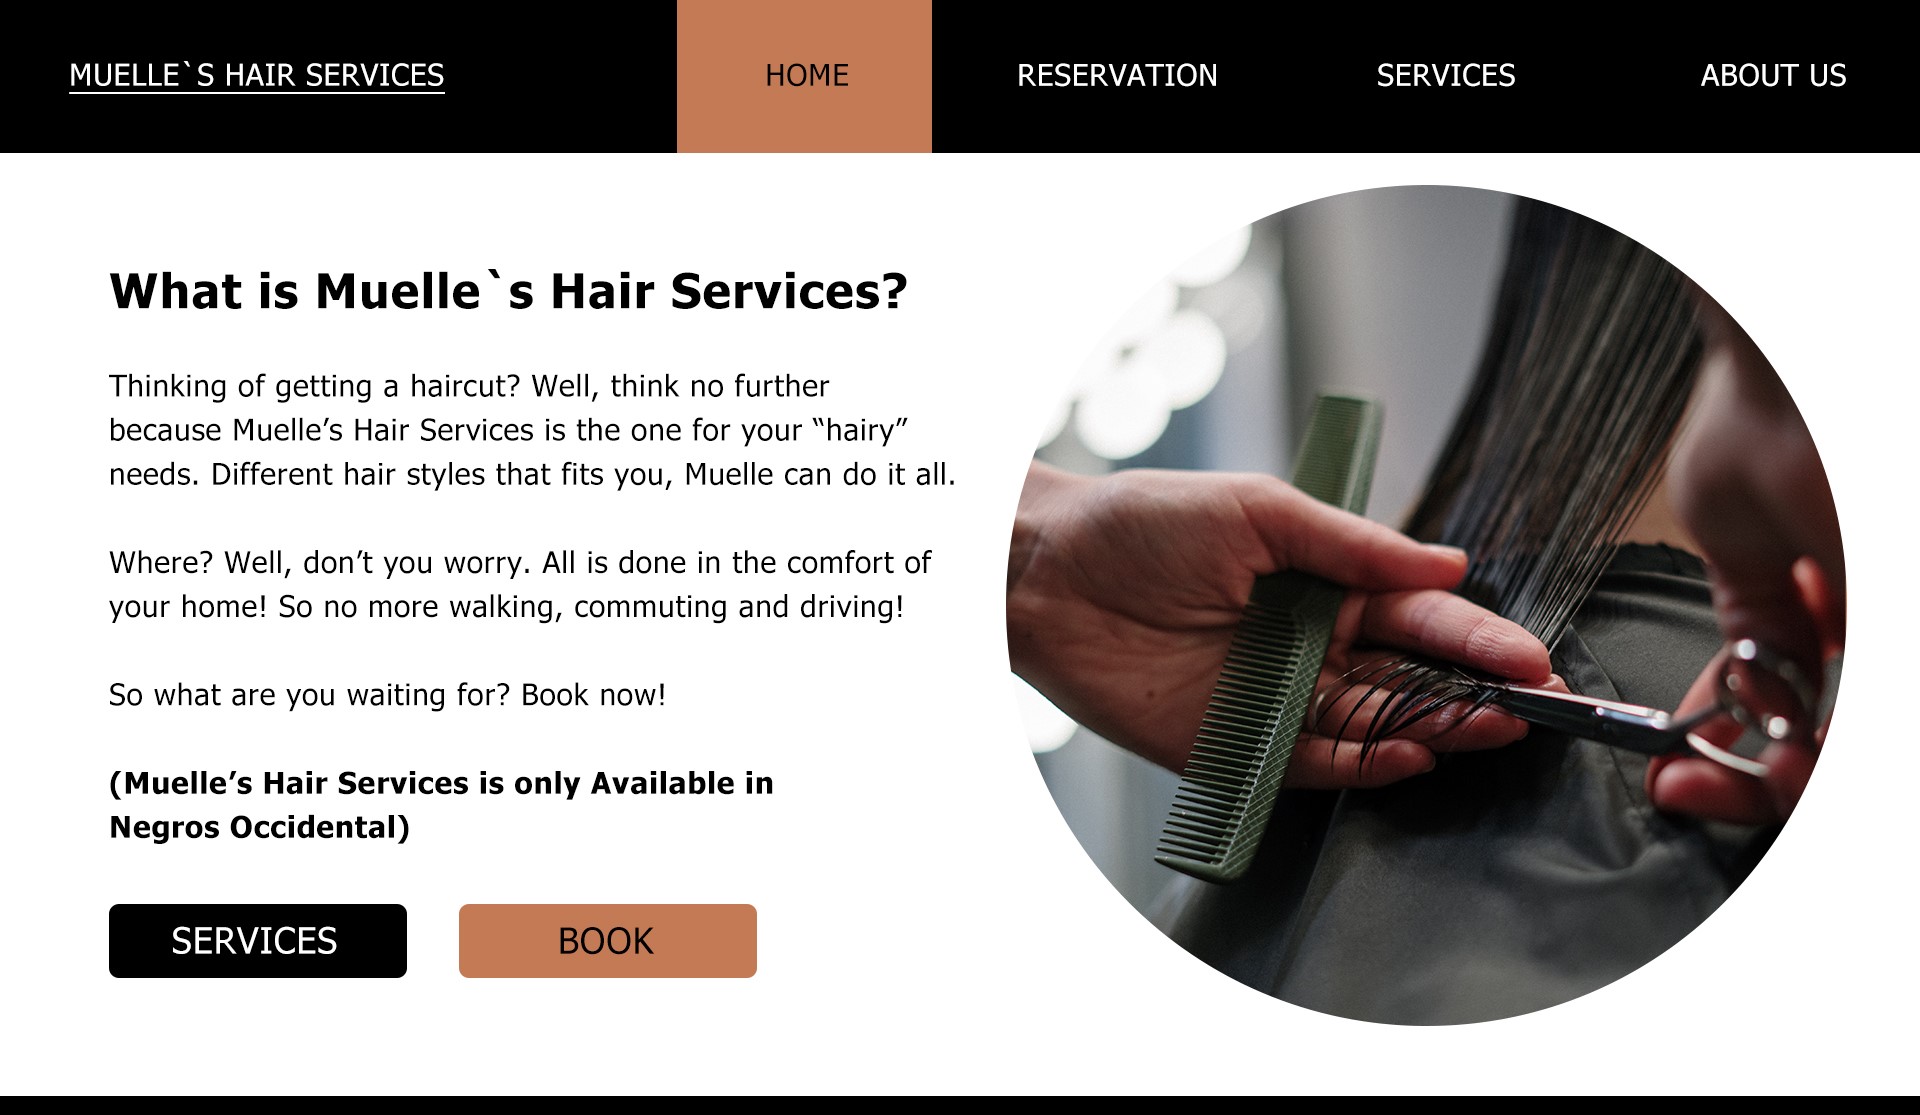 MUELLE`S HAIR SERVICES
HOME
RESERVATION
SERVICES
ABOUT US
What is Muelle`s Hair Services?
Thinking of getting a haircut? Well, think no further
because Muelle’s Hair Services is the one for your “hairy”
needs. Different hair styles that fits you, Muelle can do it all.
Where? Well, don’t you worry. All is done in the comfort of
your home! So no more walking, commuting and driving!
So what are you waiting for? Book now!
(Muelle’s Hair Services is only Available in
Negros Occidental)
SERVICES
BOOK